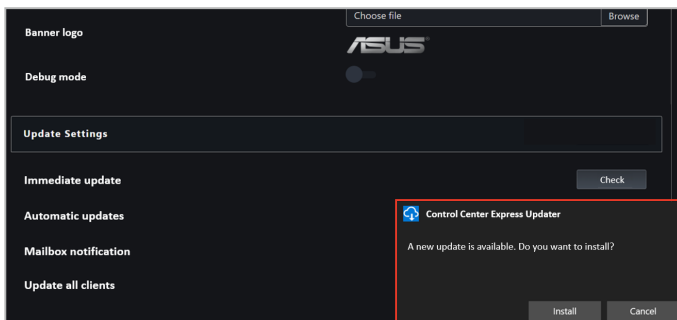 Choose file
Browse
Banner logo
ASUS
Debug mode
Update Settings
Immediate update
Check
Automatic updates
Control Center Express Updater
A new update is available. Do you want to install?
Mailbox notification
Update all clients
Install
Cancel